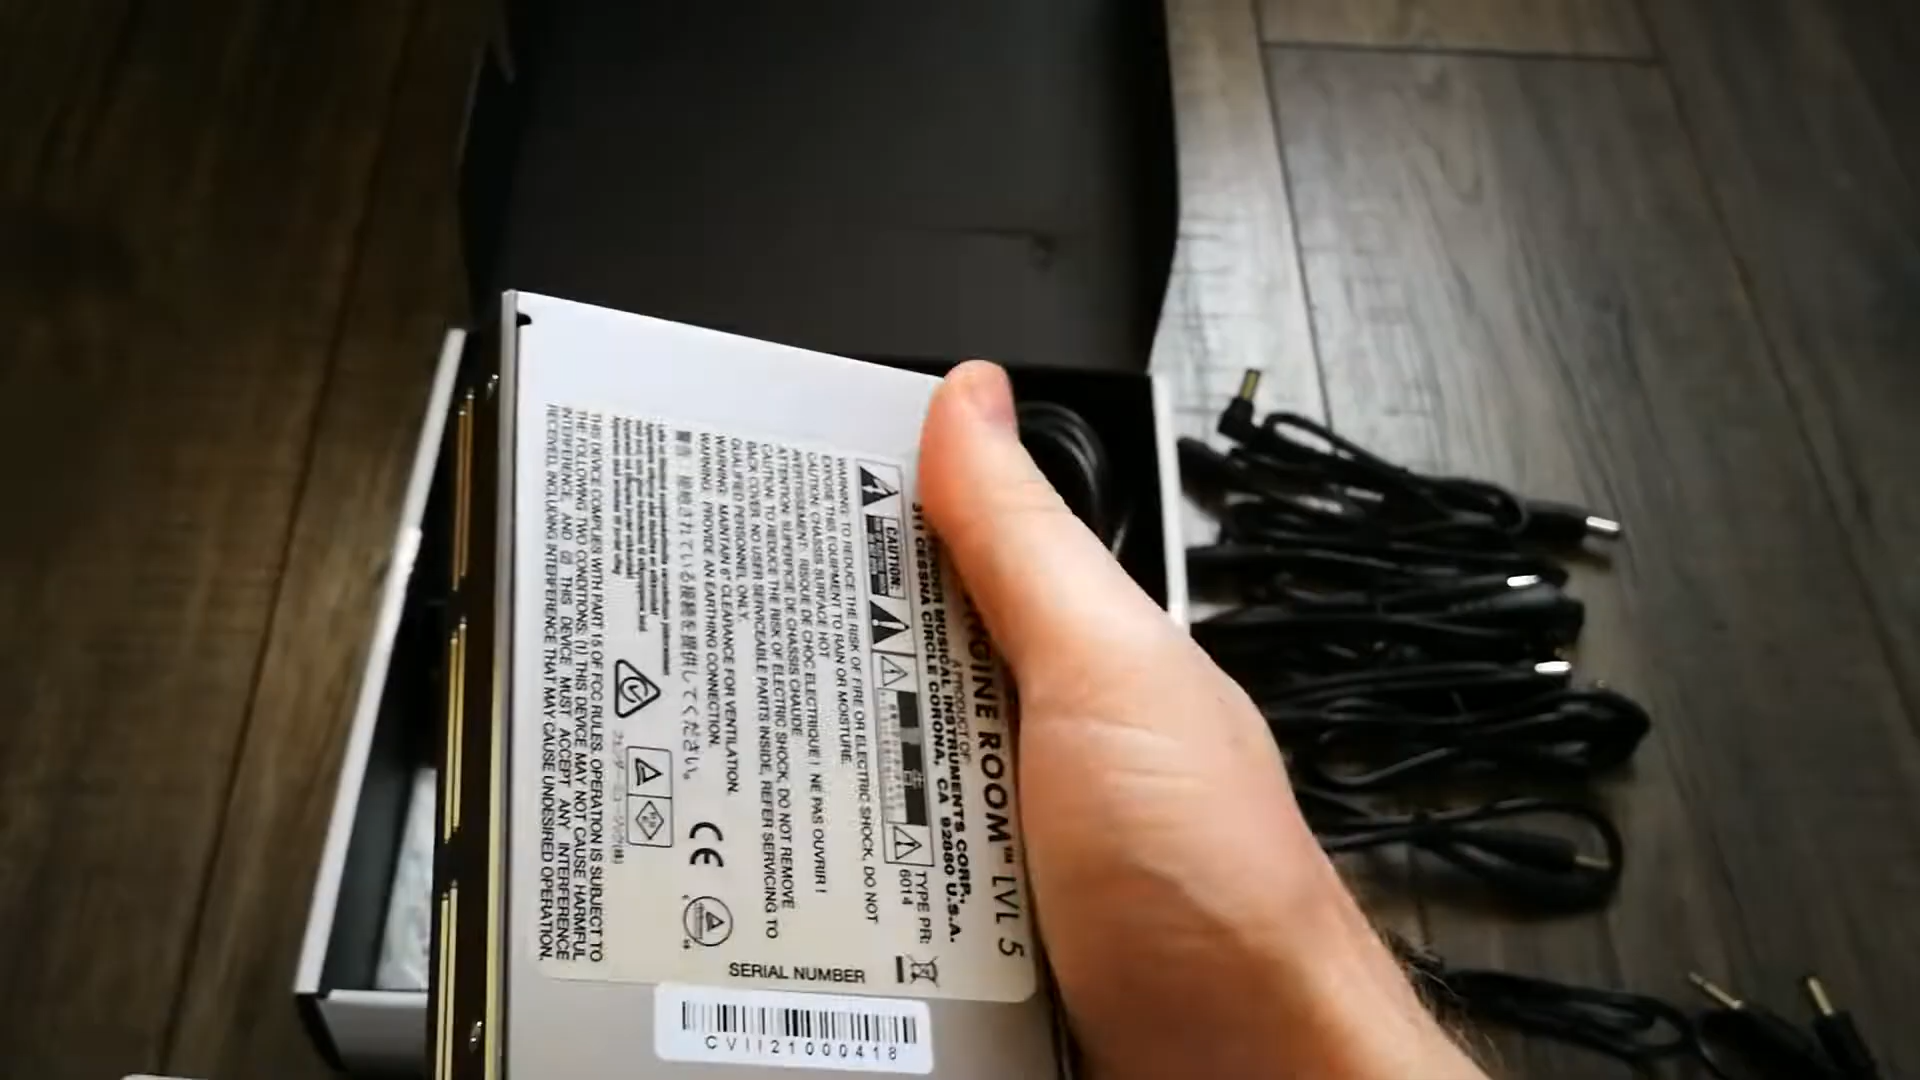 ENGINE ROOM™ LVL 5
A PRODUCT OF:
FENDER MUSICAL INSTRUMENTS CORP.,
311 CESSNA CIRCLE CORONA, CA 92880 U.S.A.
TYPE PR:
6014
CAUTION:
WARNING: TO REDUCE THE RISK OF FIRE OR ELECTRIC SHOCK, DO NOT
EXPOSE THIS EQUIPMENT TO RAIN OR MOISTURE.
CAUTION: CHASSIS SURFACE HOT
AVERTISSEMENT: RISQUE DE CHOC ELECTRIQUE! NE PAS OUVRIR!
ATTENTION: SUPERFICIE DE CHASSIS CHAUDE.
CAUTION: TO REDUCE THE RISK OF ELECTRIC SHOCK, DO NOT REMOVE
BACK COVER. NO USER SERVICEABLE PARTS INSIDE, REFER SERVICING TO
QUALIFIED PERSONNEL ONLY.
WARNING: MAINTAIN 6" CLEARANCE FOR VENTILATION.
WARNING: PROVIDE AN EARTHING CONNECTION.
警告:接地されている接続を提供してください。
CE
THIS DEVICE COMPLIES WITH PART 15 OF FCC RULES. OPERATION IS SUBJECT TO
THE FOLLOWING TWO CONDITIONS: (1) THIS DEVICE MAY NOT CAUSE HARMFUL
INTERFERENCE, AND (2) THIS DEVICE MUST ACCEPT ANY INTERFERENCE
RECEIVED, INCLUDING INTERFERENCE THAT MAY CAUSE UNDESIRED OPERATION.
SERIAL NUMBER
CVII21000418